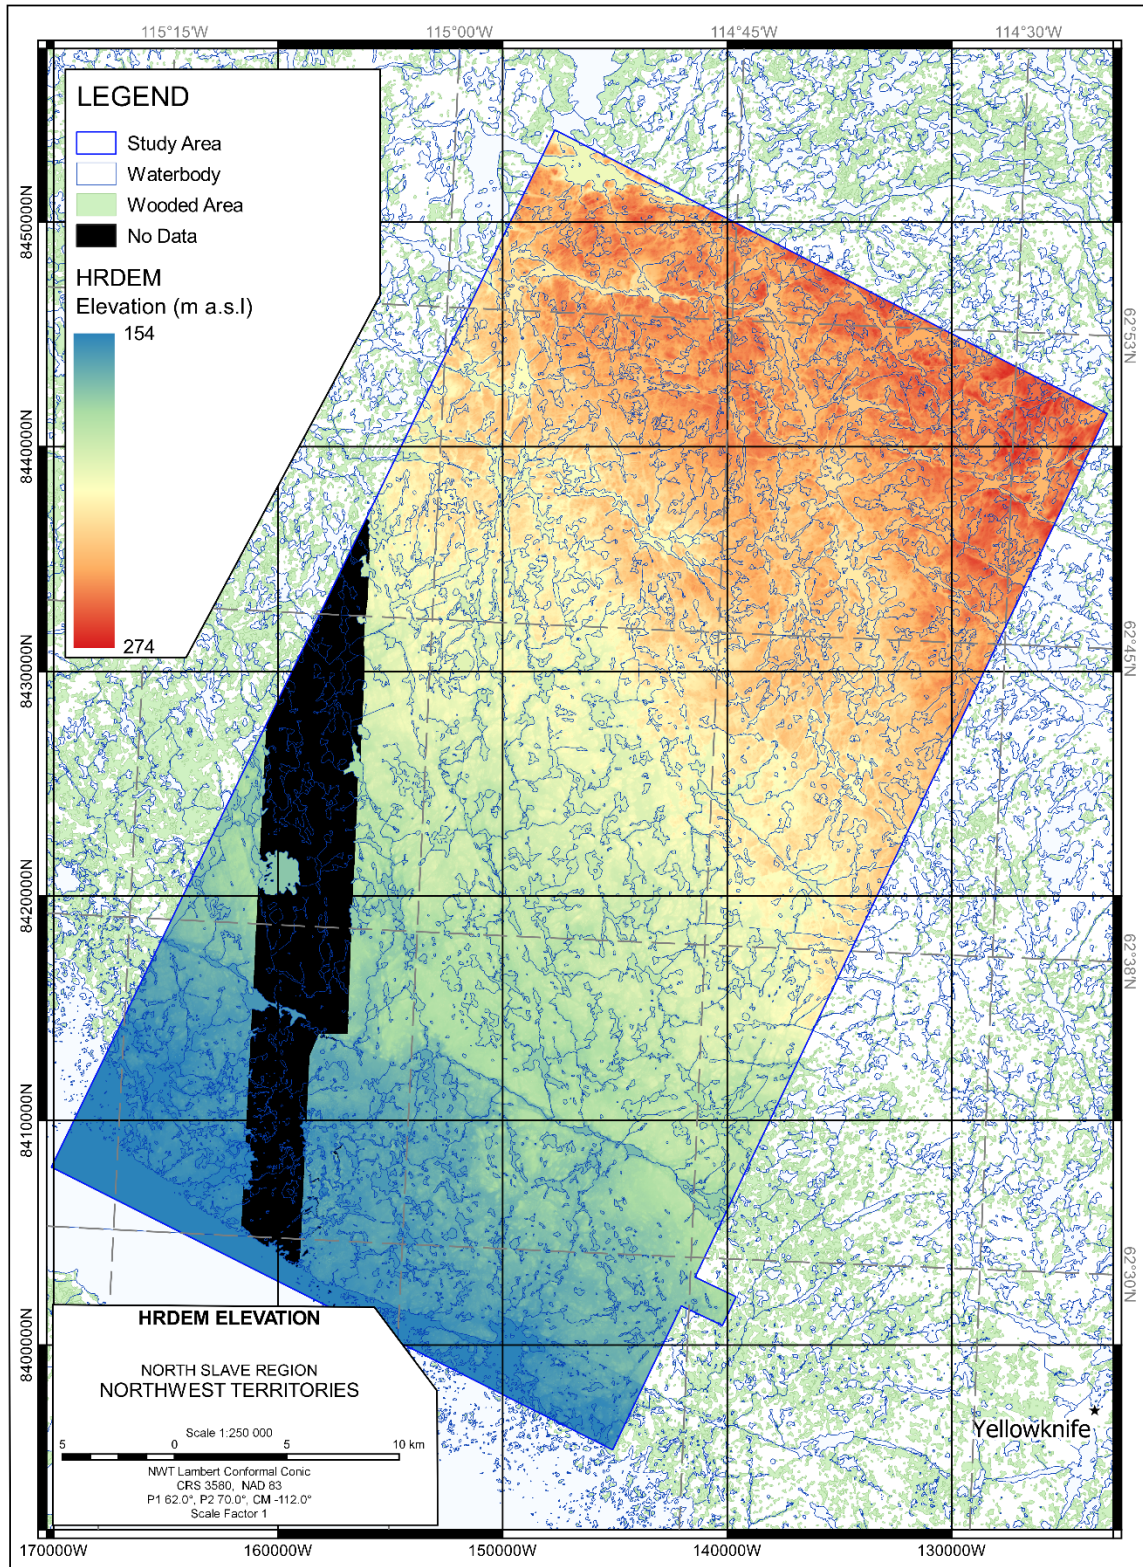 115°15'W
115°00'W
114°45'W
114°30'W
LEGEND
Study Area
Waterbody
Wooded Area
No Data
HRDEM
Elevation (m a.s.l)
154
274
8450000N
8440000N
8430000N
8420000N
8410000N
8400000N
62°53'N
62°45'N
62°38'N
62°30'N
HRDEM ELEVATION
NORTH SLAVE REGION
NORTHWEST TERRITORIES
Scale 1:250 000
5 0 5 10 km
NWT Lambert Conformal Conic
CRS 3580, NAD 83
P1 62.0°, P2 70.0°, CM -112.0°
Scale Factor 1
Yellowknife
170000W
160000W
150000W
140000W
130000W